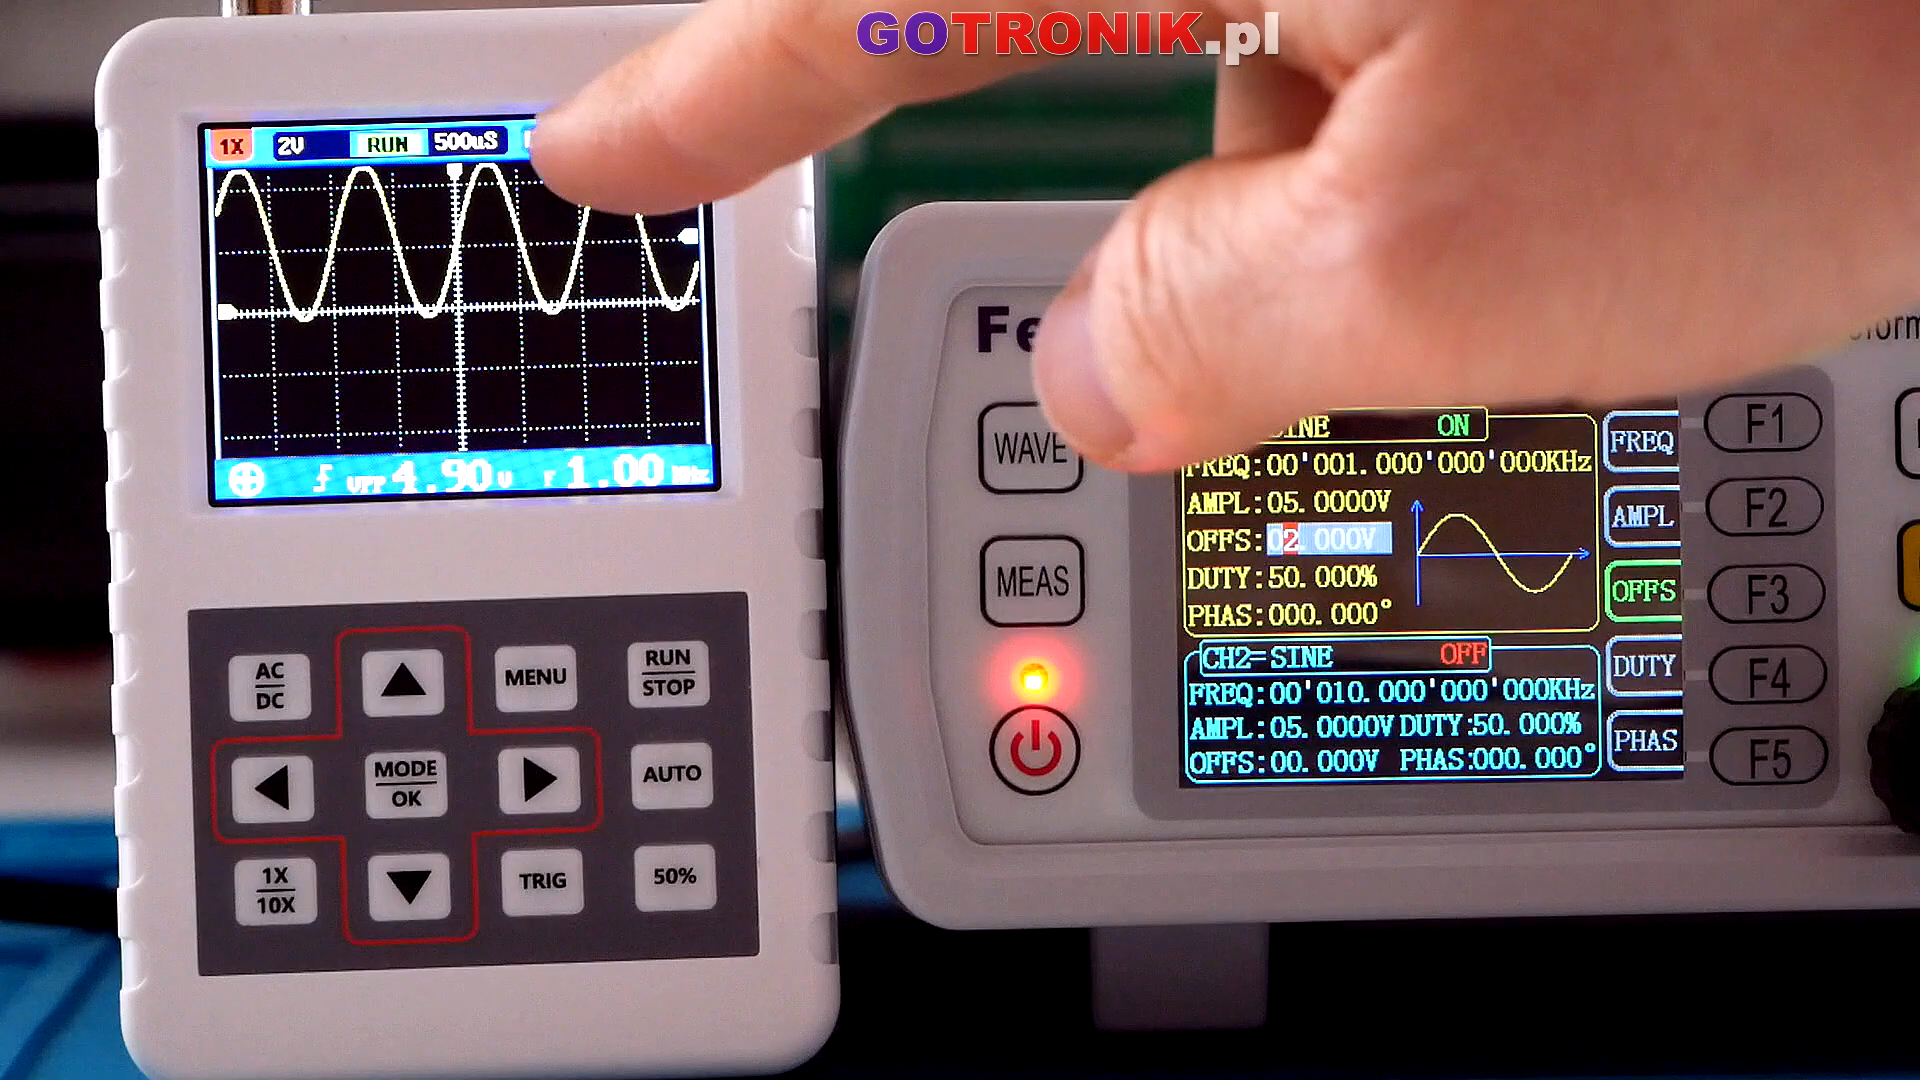 GOTRONIK.pl
1X 2V RUN 500uS
VPP 4.90V F 1.00 KHz
AC
DC
MENU
RUN
STOP
MODE
OK
AUTO
1X
10X
TRIG
50%
WAVE
MEAS
SINE ON
FREQ:00'001.000'000'000KHz
AMPL:05.0000V
OFFS:02.000V
DUTY:50.000%
PHAS:000.000°
CH2=SINE OFF
FREQ:00'010.000'000'000KHz
AMPL:05.0000V DUTY:50.000%
OFFS:00.000V PHAS:000.000°
FREQ
AMPL
OFFS
DUTY
PHAS
F1
F2
F3
F4
F5